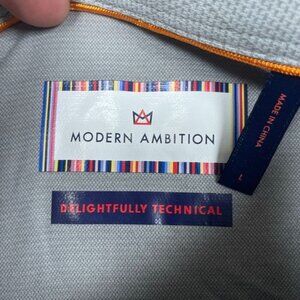 MODERN AMBITION
DELIGHTFULLY TECHNICAL
MADE IN CHINA